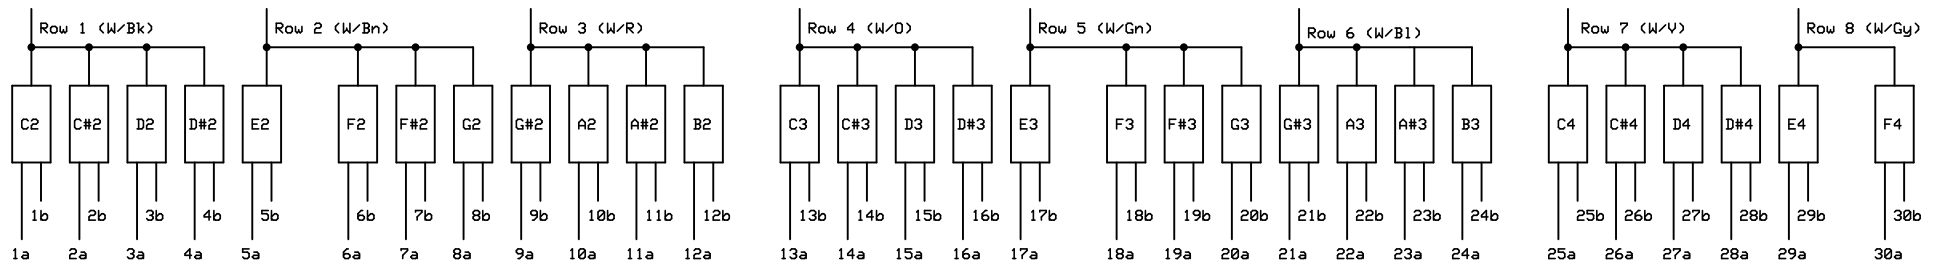 Row 1 (W/Bk) Row 2 (W/Bn) Row 3 (W/R) Row 4 (W/O) Row 5 (W/Gn) Row 6 (W/Bl) Row 7 (W/Y) Row 8 (W/Gy)
C2 C#2 D2 D#2 E2 F2 F#2 G2 G#2 A2 A#2 B2 C3 C#3 D3 D#3 E3 F3 F#3 G3 G#3 A3 A#3 B3 C4 C#4 D4 D#4 E4 F4
1b 2b 3b 4b 5b 6b 7b 8b 9b 10b 11b 12b 13b 14b 15b 16b 17b 18b 19b 20b 21b 22b 23b 24b 25b 26b 27b 28b 29b 30b
1a 2a 3a 4a 5a 6a 7a 8a 9a 10a 11a 12a 13a 14a 15a 16a 17a 18a 19a 20a 21a 22a 23a 24a 25a 26a 27a 28a 29a 30a